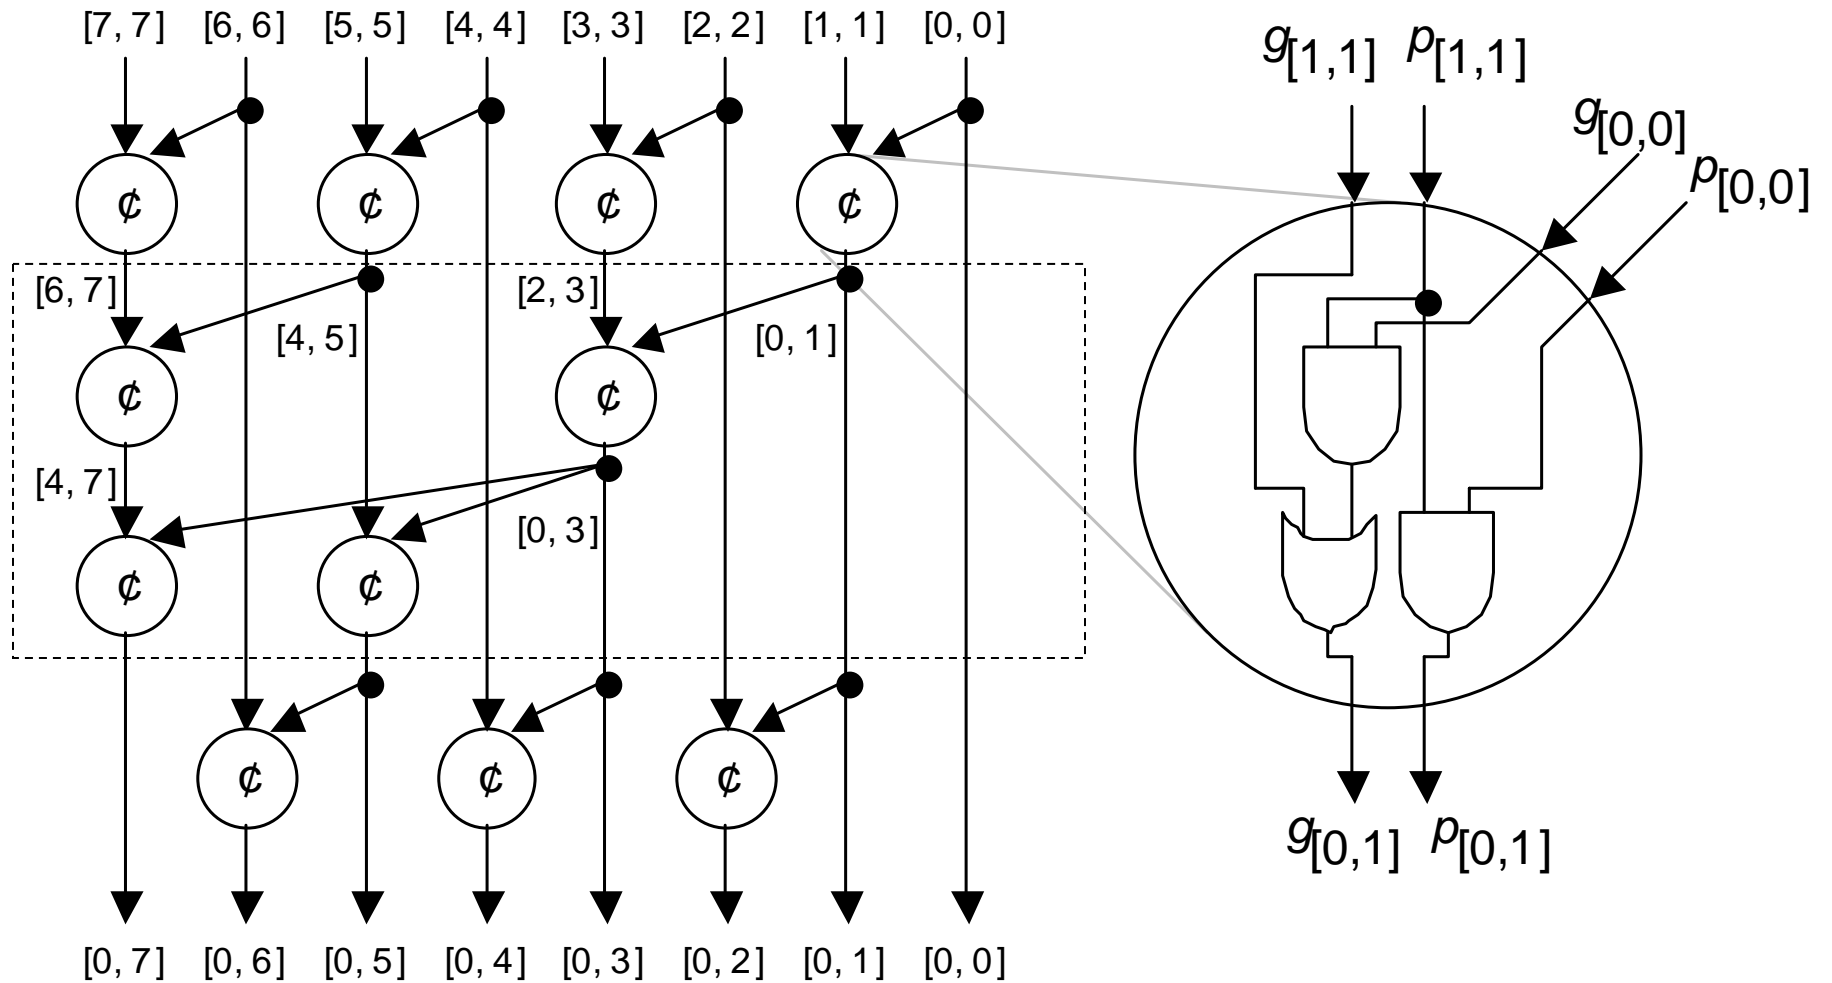 [7, 7] [6, 6] [5, 5] [4, 4] [3, 3] [2, 2] [1, 1] [0, 0]
g[1,1] p[1,1]
g[0,0]
p[0,0]
¢ ¢ ¢ ¢
[6, 7] [2, 3]
[4, 5] [0, 1]
¢ ¢
[4, 7]
[0, 3]
¢ ¢
¢ ¢ ¢
g[0,1] p[0,1]
[0, 7] [0, 6] [0, 5] [0, 4] [0, 3] [0, 2] [0, 1] [0, 0]